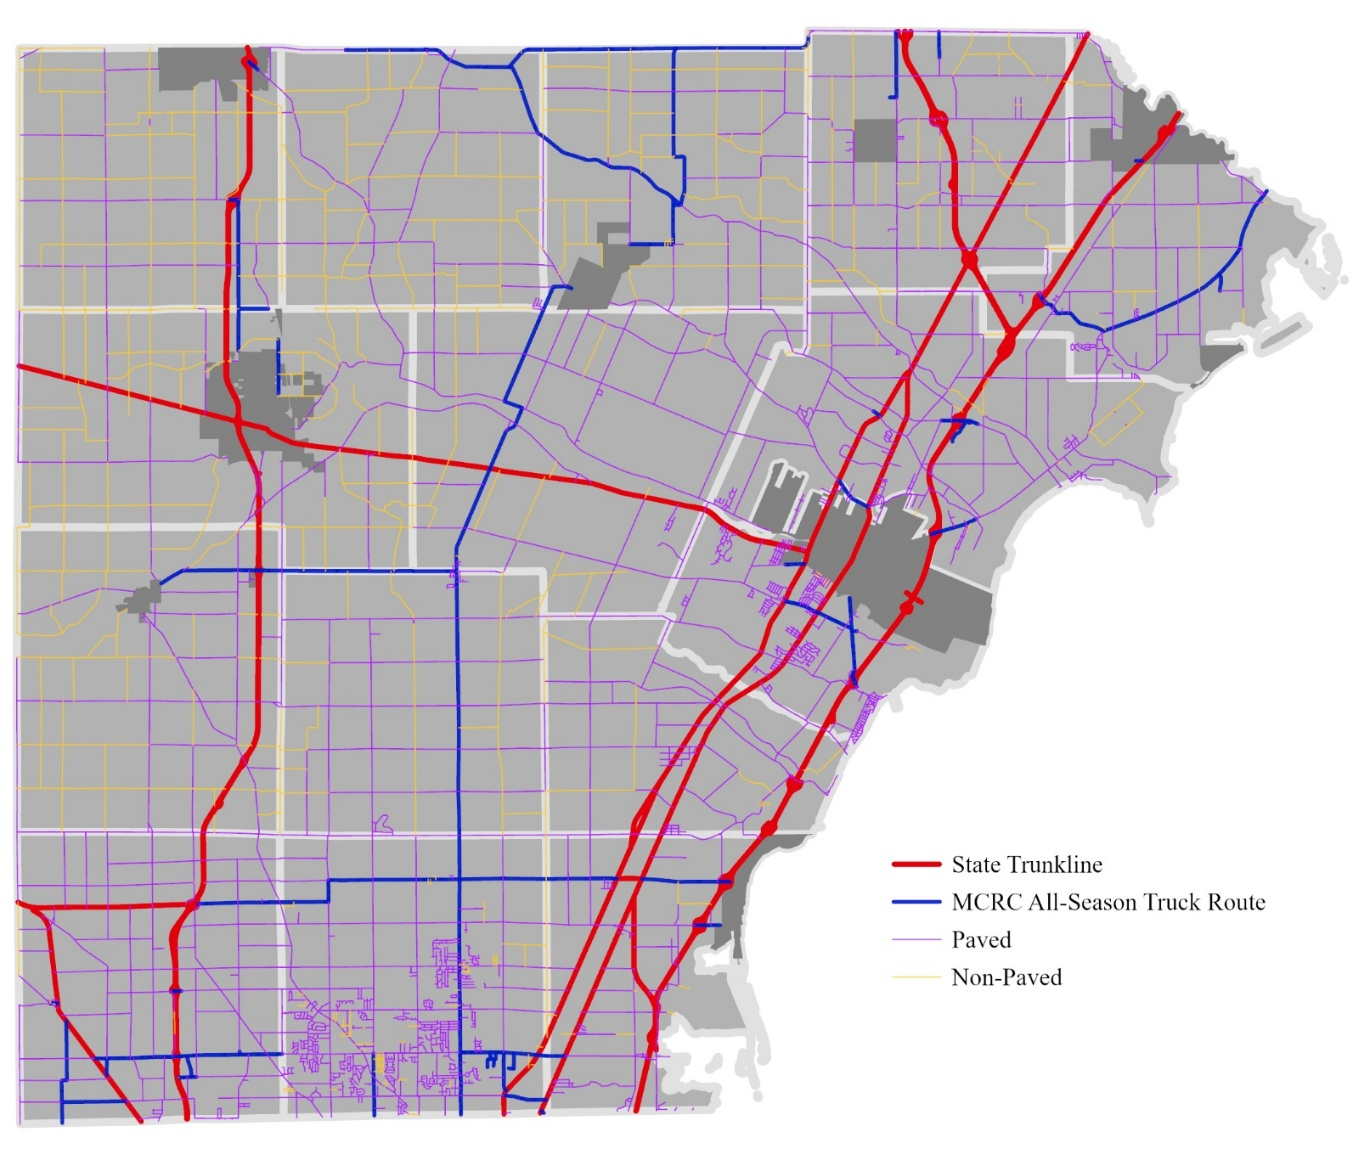 State Trunkline
MCRC All-Season Truck Route
Paved
Non-Paved